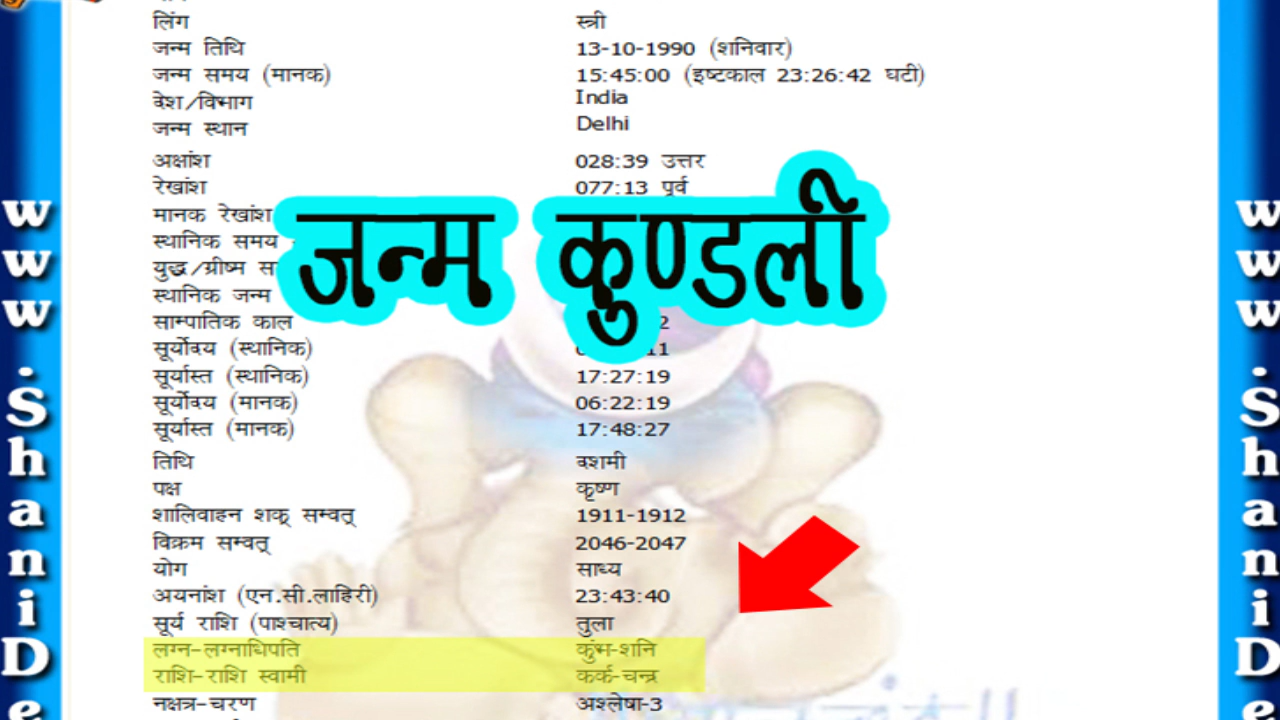 लिंग स्त्री
जन्म तिथि 13-10-1990 (शनिवार)
जन्म समय (मानक) 15:45:00 (इष्टकाल 23:26:42 घटी)
देश/विभाग India
जन्म स्थान Delhi
अक्षांश 028:39 उत्तर
रेखांश 077:13 पूर्व
मानक रेखांश
स्थानिक समय
जन्म कुण्डली
युद्ध/ग्रीष्म
स्थानिक जन्म
साम्पातिक काल
सूर्योदय (स्थानिक)
सूर्यास्त (स्थानिक) 17:27:19
सूर्योदय (मानक) 06:22:19
सूर्यास्त (मानक) 17:48:27
तिथि दशमी
पक्ष कृष्ण
शालिवाहन शक् सम्वत् 1911-1912
विक्रम सम्वत् 2046-2047
योग साध्य
अयनांश (एन.सी.लाहिरी) 23:43:40
सूर्य राशि (पाश्चात्य) तुला
लग्न-लग्नाधिपति कुंभ-शनि
राशि-राशि स्वामी कर्क-चन्द्र
नक्षत्र-चरण अश्लेषा-3
www.ShaniDe
www.ShaniDe